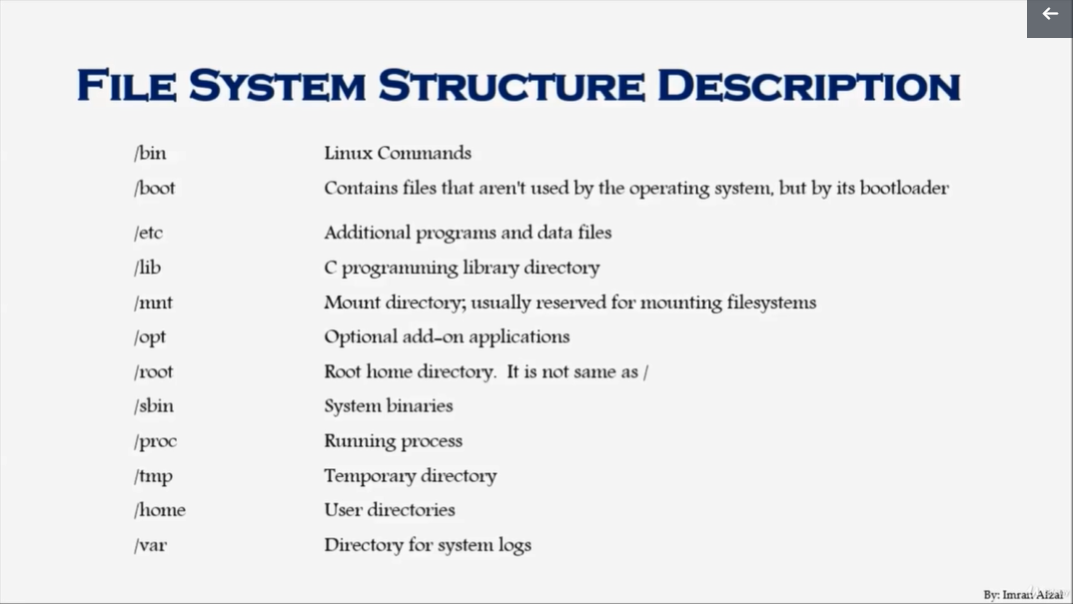 File System Structure Description
/bin Linux Commands
/boot Contains files that aren't used by the operating system, but by its bootloader
/etc Additional programs and data files
/lib C programming library directory
/mnt Mount directory; usually reserved for mounting filesystems
/opt Optional add-on applications
/root Root home directory. It is not same as /
/sbin System binaries
/proc Running process
/tmp Temporary directory
/home User directories
/var Directory for system logs
By: Imran Afzal